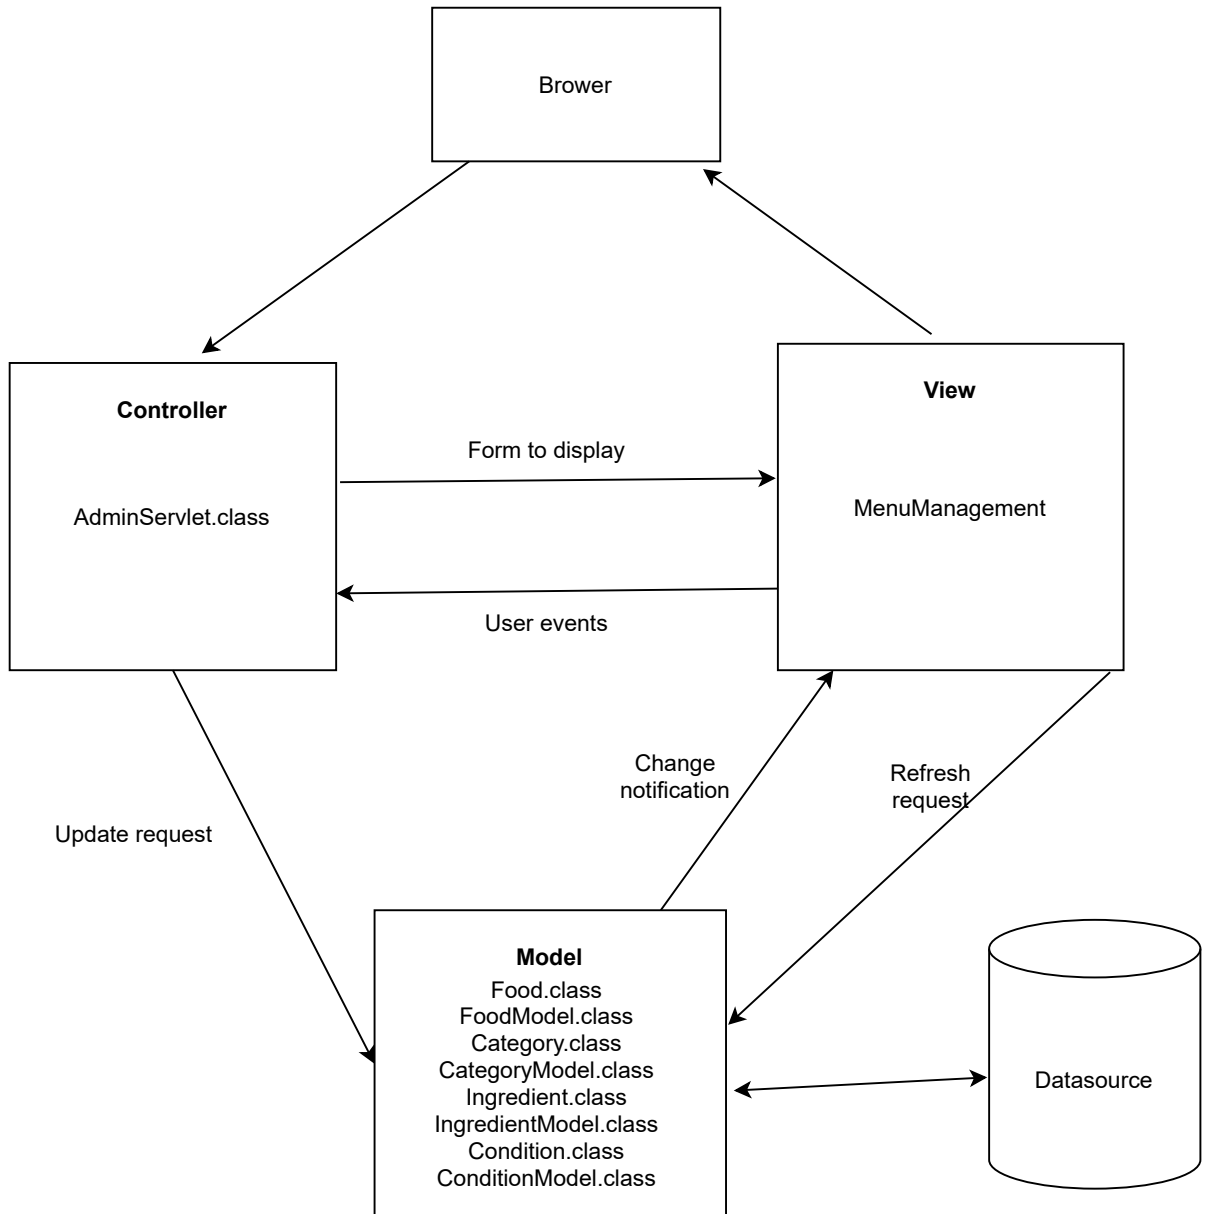 Brower
Controller
AdminServlet.class
Form to display
User events
View
MenuManagement
Update request
Change
notification
Refresh
request
Model
Food.class
FoodModel.class
Category.class
CategoryModel.class
Ingredient.class
IngredientModel.class
Condition.class
ConditionModel.class
Datasource